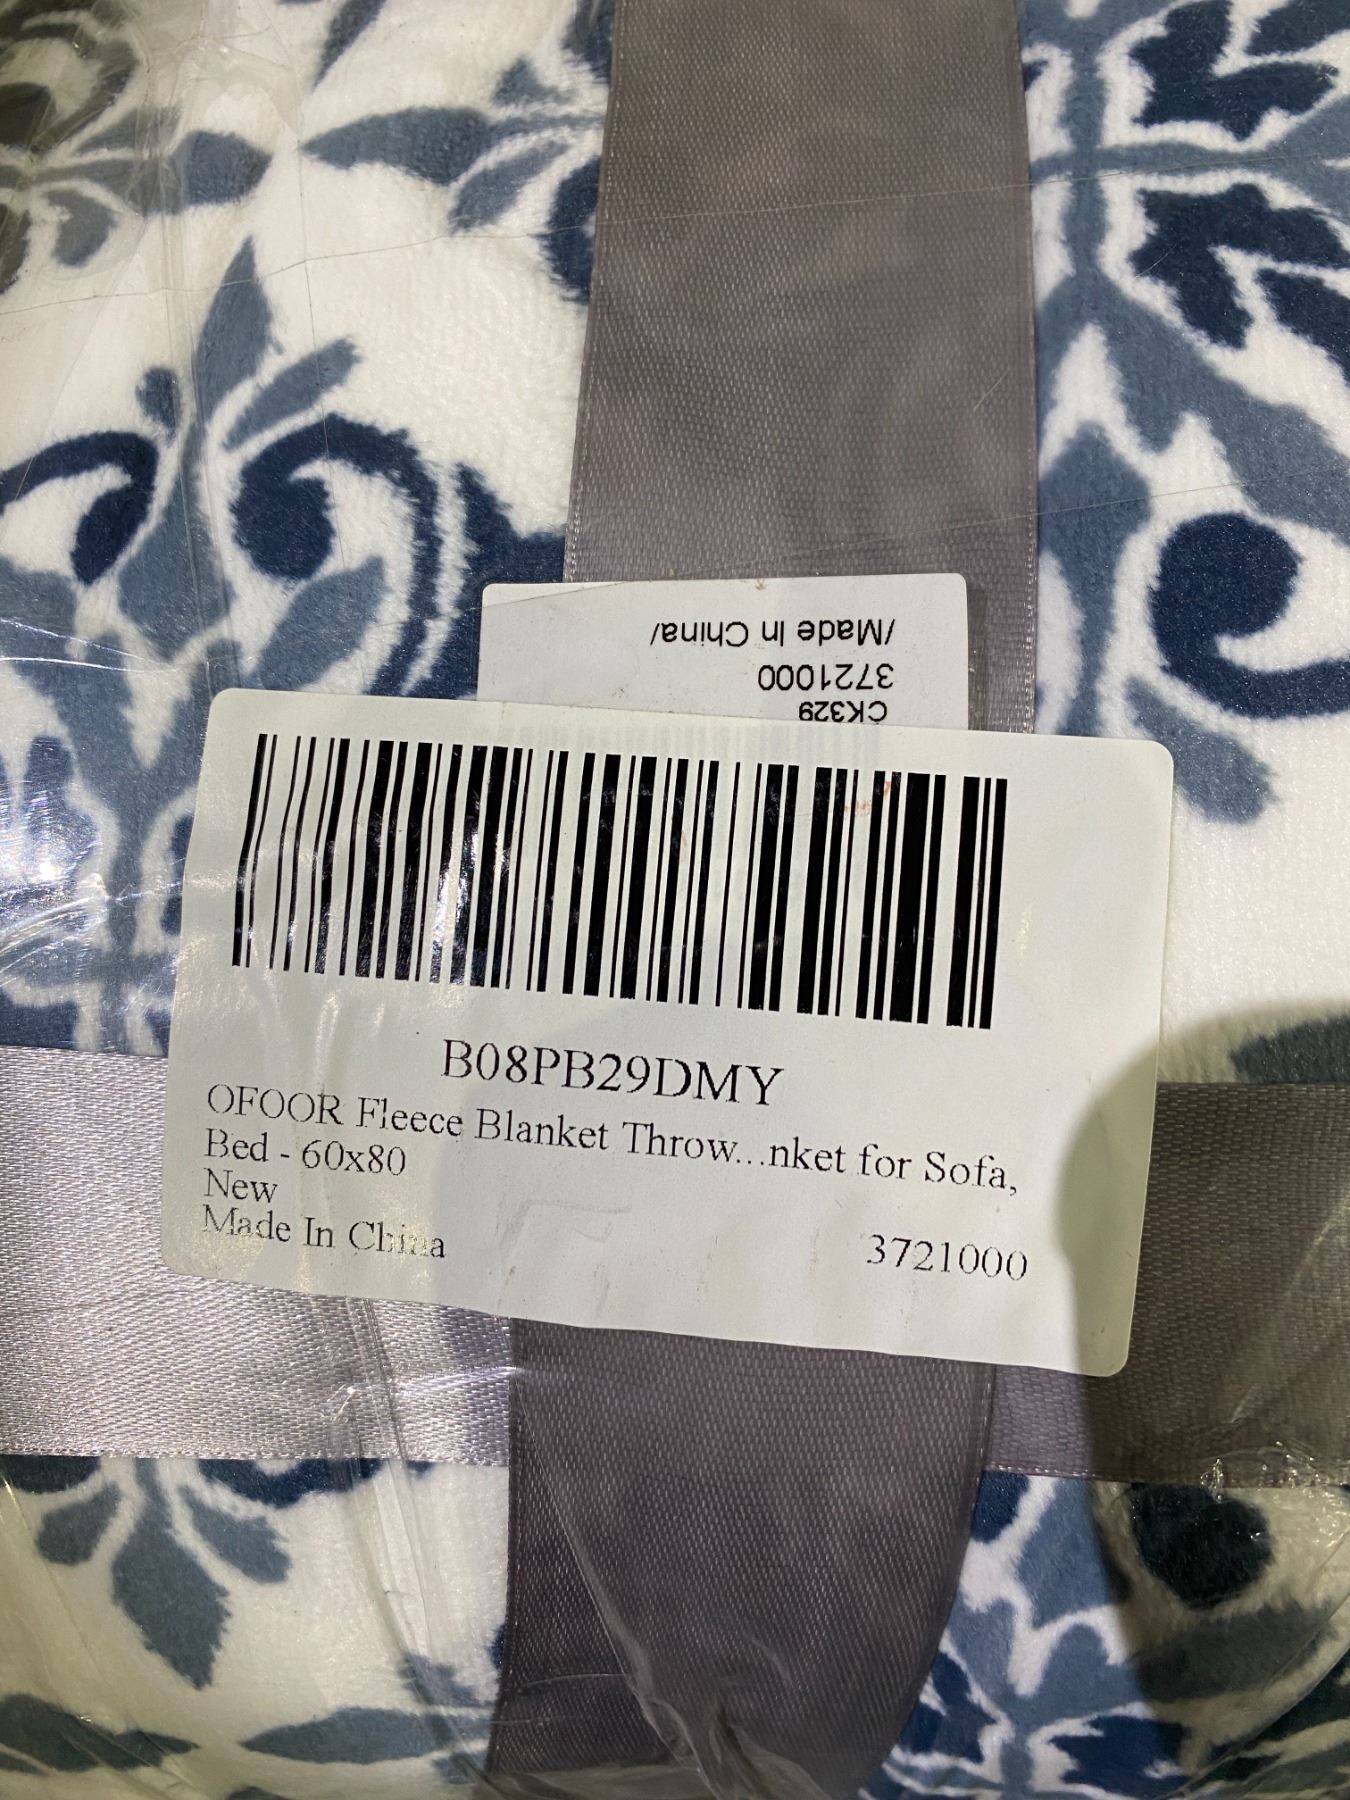 /Made In China/
3721000
CK329
B08PB29DMY
OFOOR Fleece Blanket Throw...nket for Sofa,
Bed - 60x80
New
Made In China
3721000